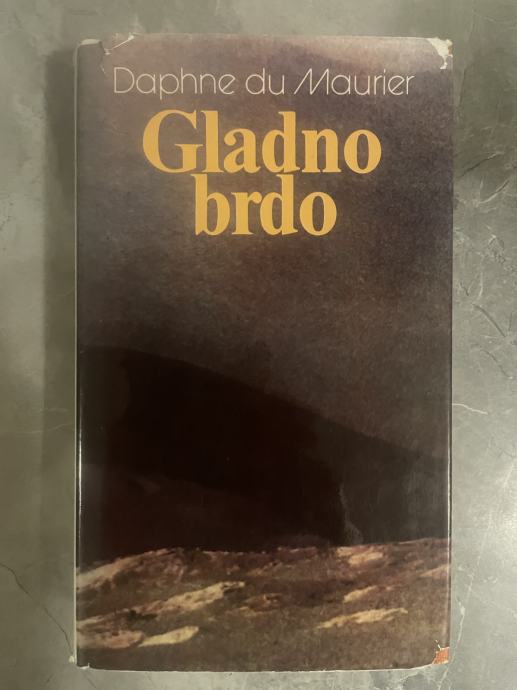 Daphne du Maurier
Gladno
brdo